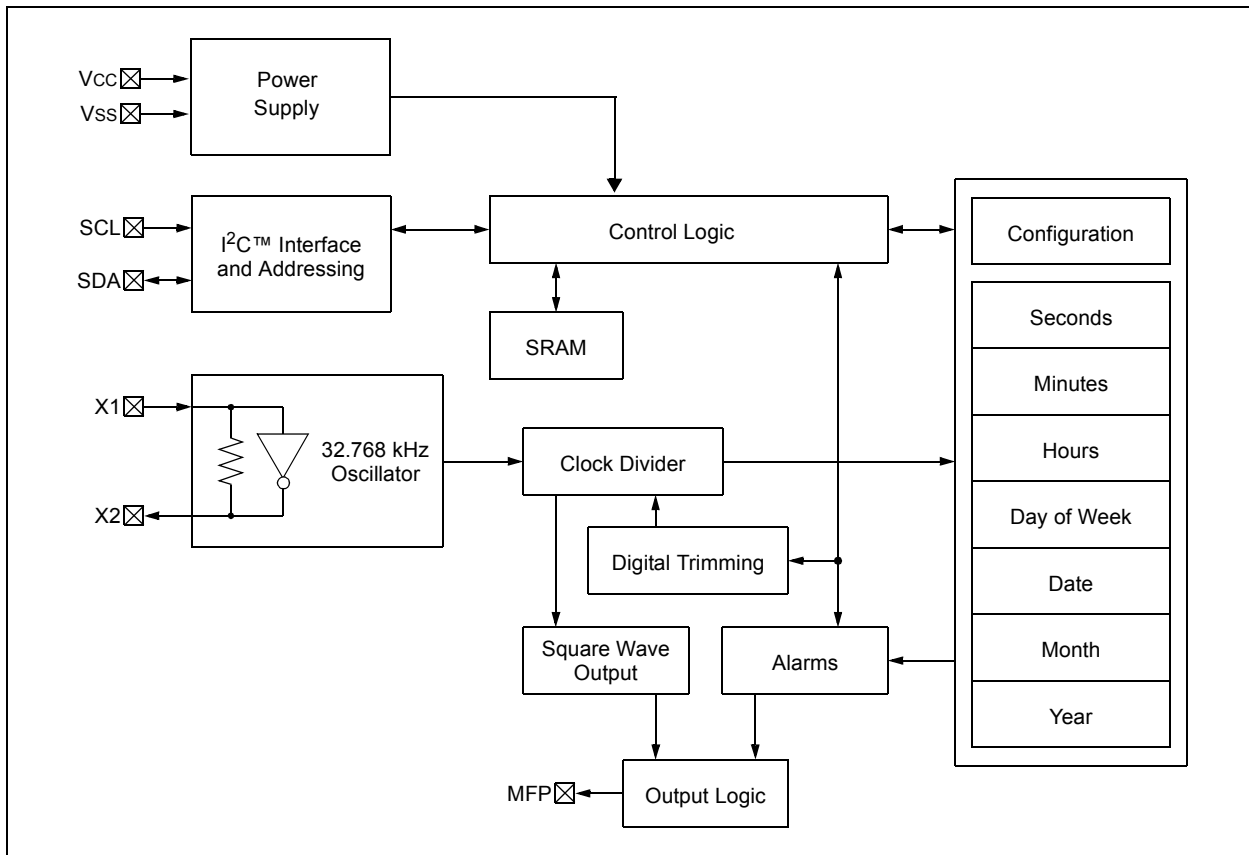 VCC
VSS
Power
Supply
SCL
SDA
I²C™ Interface
and Addressing
Control Logic
SRAM
X1
X2
32.768 kHz
Oscillator
Clock Divider
Digital Trimming
Square Wave
Output
Alarms
MFP
Output Logic
Configuration
Seconds
Minutes
Hours
Day of Week
Date
Month
Year